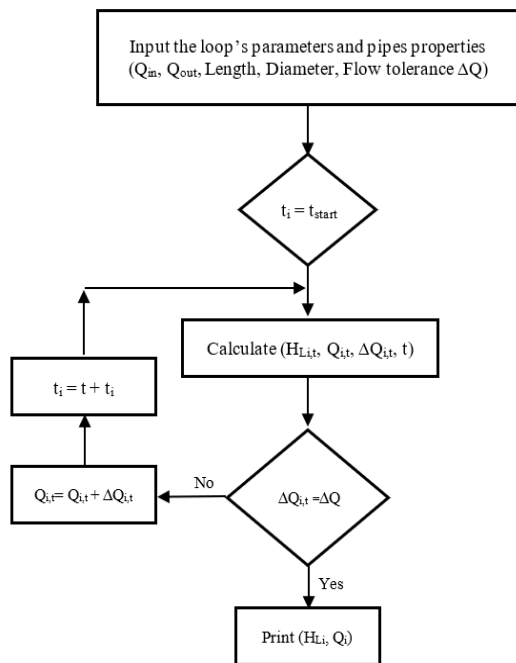 Input the loop's parameters and pipes properties
(Qin, Qout, Length, Diameter, Flow tolerance ΔQ)
ti = tstart
Calculate (HLi,t, Qi,t, ΔQi,t, t)
ti = t + ti
ΔQi,t =ΔQ
No
Qi,t= Qi,t + ΔQi,t
Yes
Print (HLi, Qi)